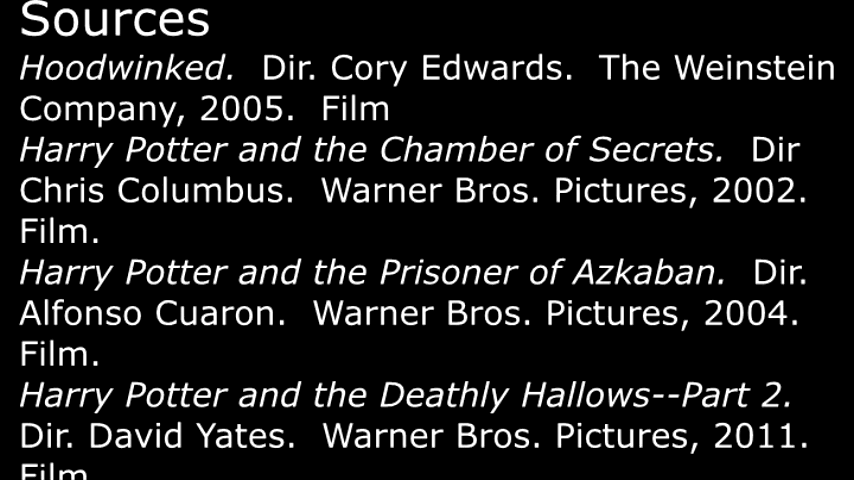 Sources
Hoodwinked.  Dir. Cory Edwards.  The Weinstein
Company, 2005.  Film
Harry Potter and the Chamber of Secrets.  Dir
Chris Columbus.  Warner Bros. Pictures, 2002.
Film.
Harry Potter and the Prisoner of Azkaban.  Dir.
Alfonso Cuaron.  Warner Bros. Pictures, 2004.
Film.
Harry Potter and the Deathly Hallows--Part 2.
Dir. David Yates.  Warner Bros. Pictures, 2011.
Film